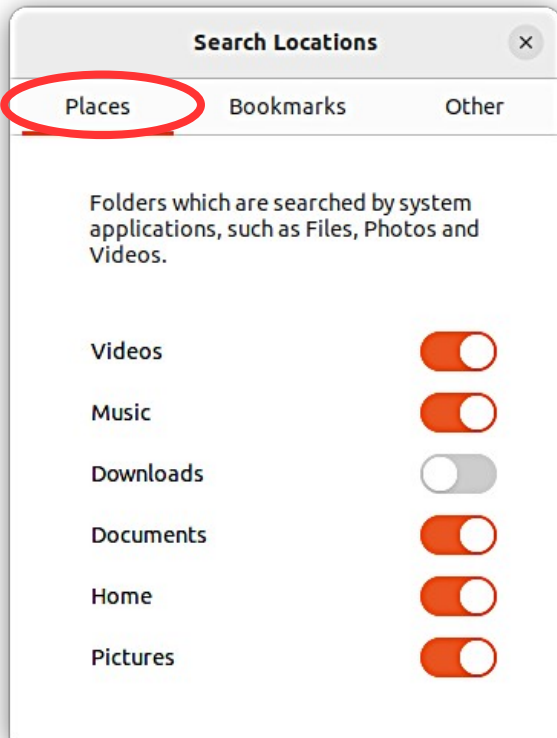 Search Locations
Places Bookmarks Other
Folders which are searched by system
applications, such as Files, Photos and
Videos.
Videos
Music
Downloads
Documents
Home
Pictures